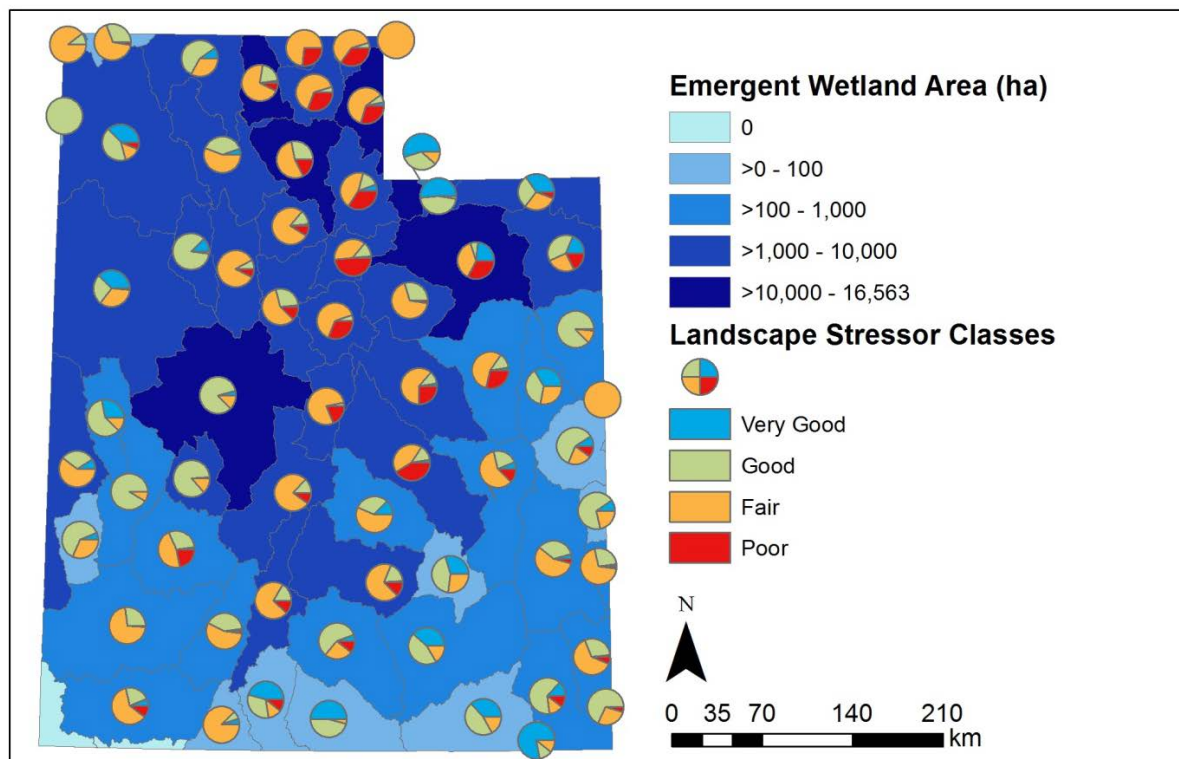 Emergent Wetland Area (ha)
0
>0 - 100
>100 - 1,000
>1,000 - 10,000
>10,000 - 16,563
Landscape Stressor Classes
Very Good
Good
Fair
Poor
N
0 35 70 140 210
km